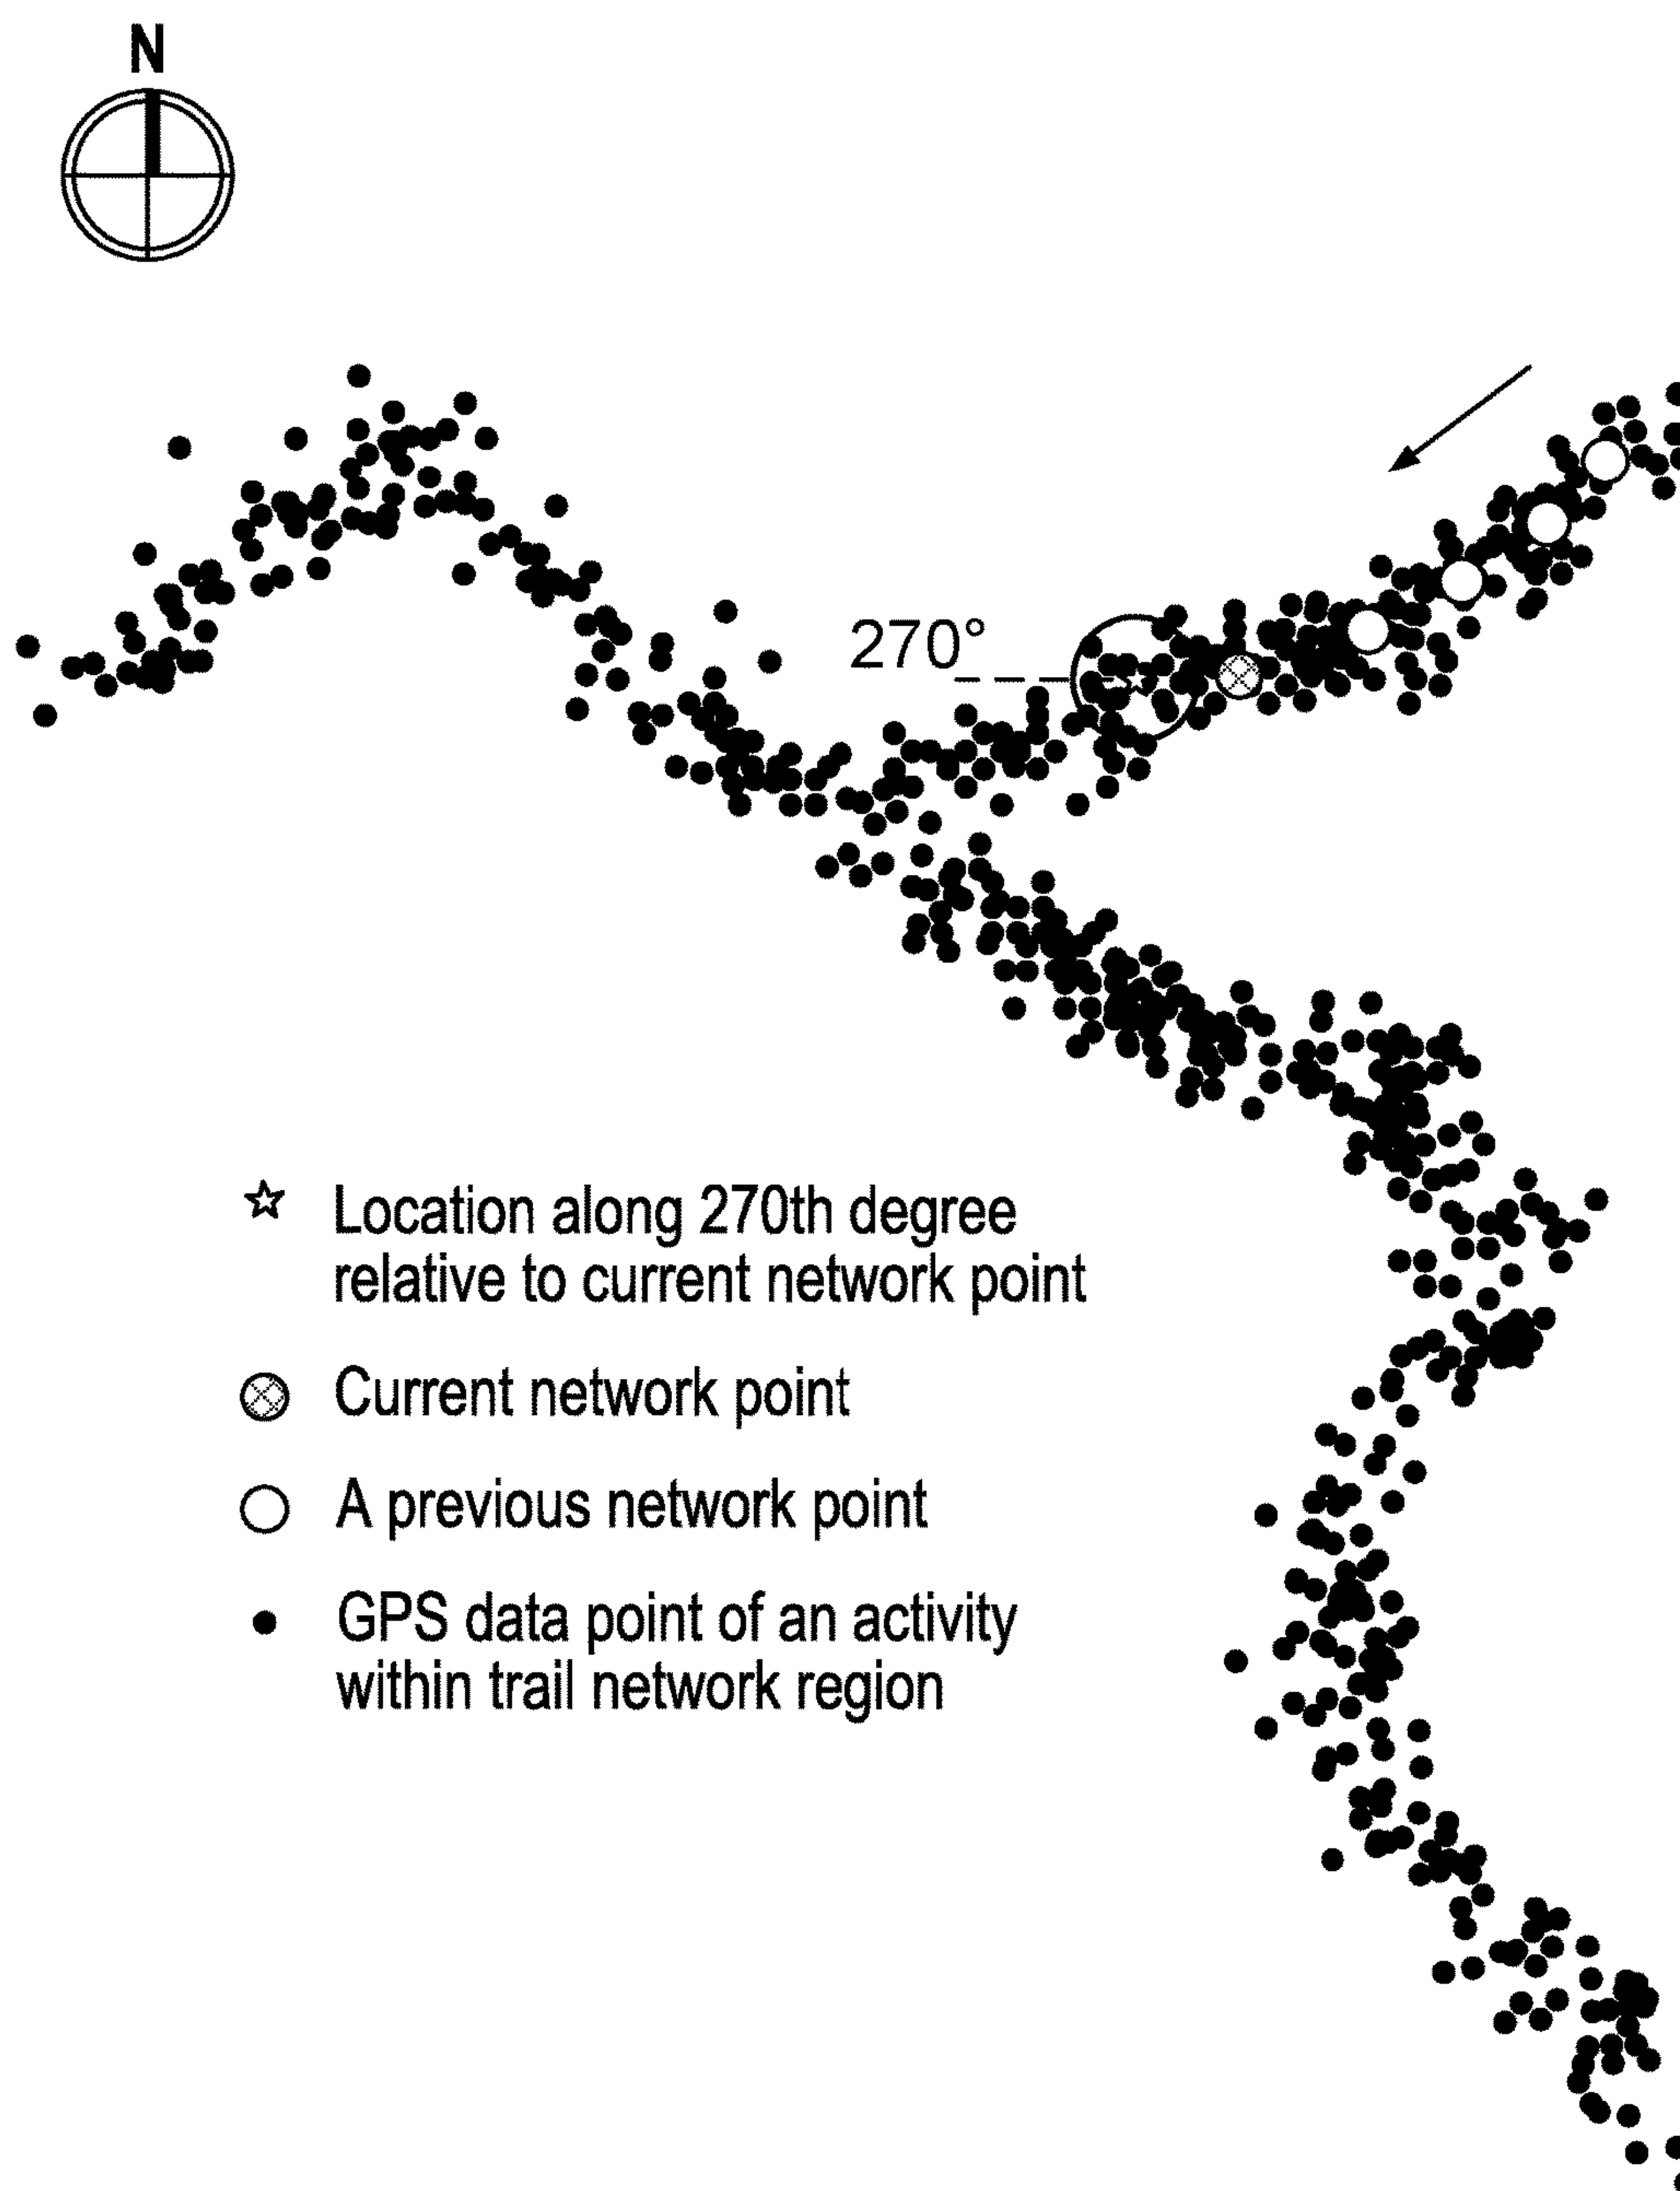 N
270°
Location along 270th degree
relative to current network point
Current network point
A previous network point
GPS data point of an activity
within trail network region